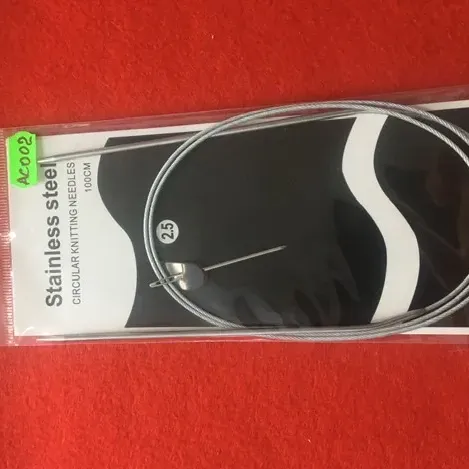 AC002
Stainless steel
CIRCULAR KNITTING NEEDLES
100CM
2.5